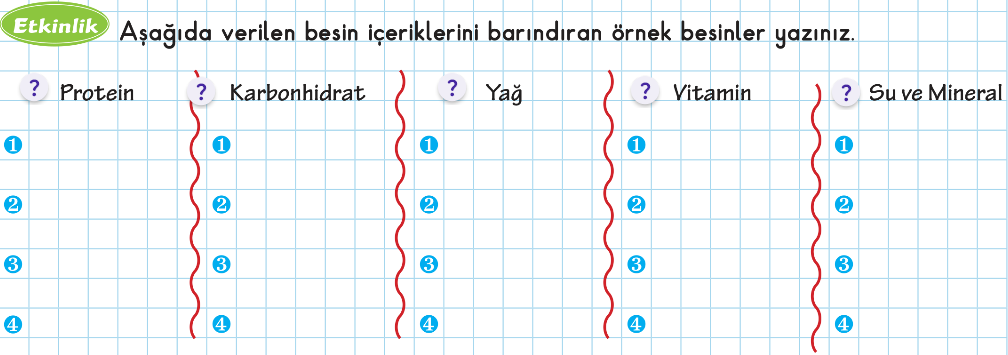 Etkinlik
Aşağıda verilen besin içeriklerini barındıran örnek besinler yazınız.
? Protein ? Karbonhidrat ? Yağ ? Vitamin ? Su ve Mineral
1 1 1 1 1
2 2 2 2 2
3 3 3 3 3
4 4 4 4 4